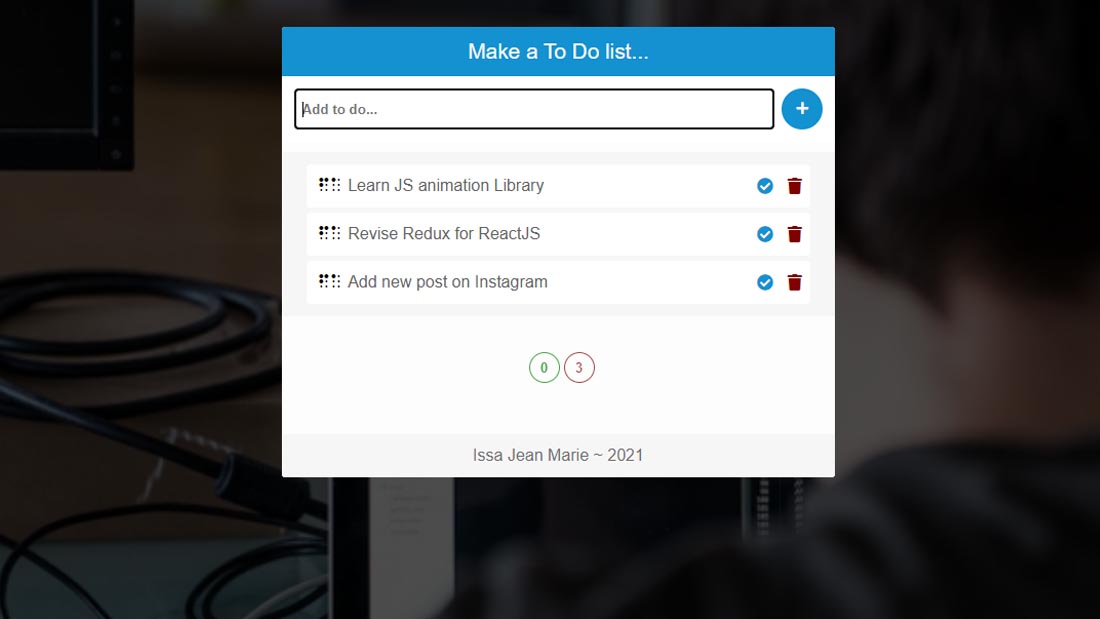 Make a To Do list...
Add to do...
+
Learn JS animation Library
Revise Redux for ReactJS
Add new post on Instagram
0 3
Issa Jean Marie ~ 2021